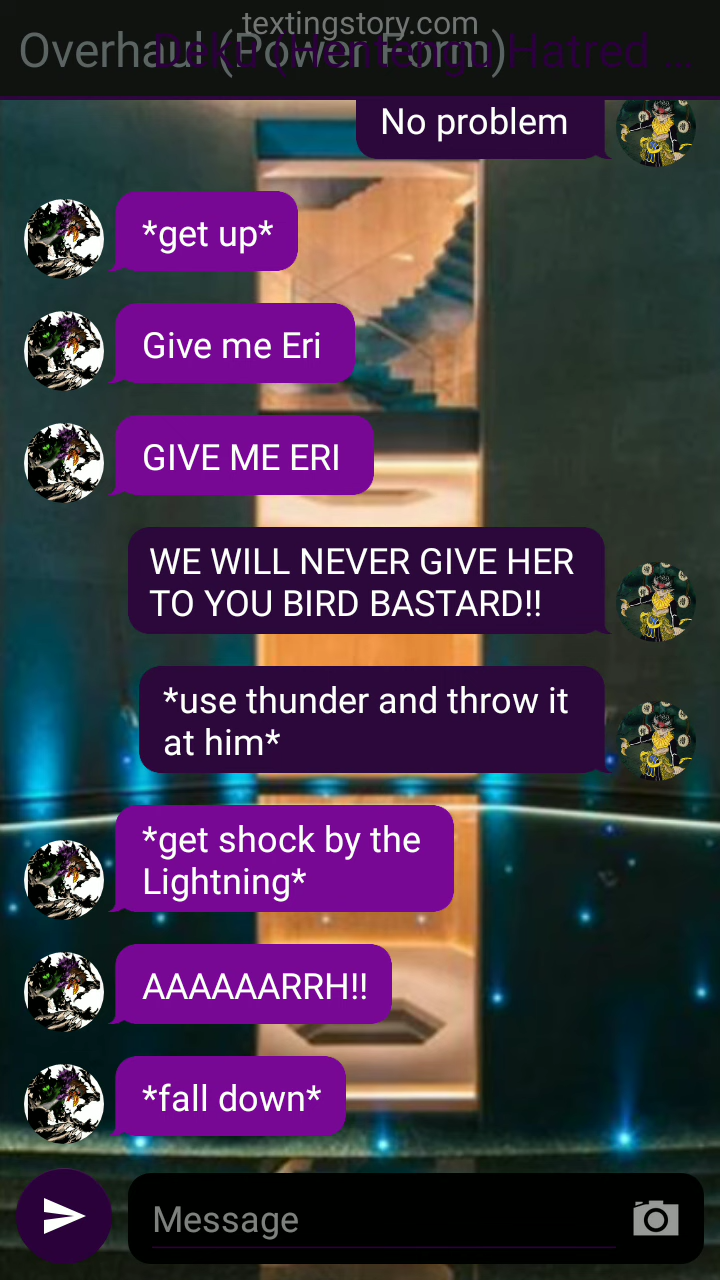 textingstory.com
Overhaul (Power Form)
Deku (Hentengu Hatred ...
No problem
*get up*
Give me Eri
GIVE ME ERI
WE WILL NEVER GIVE HER
TO YOU BIRD BASTARD!!
*use thunder and throw it
at him*
*get shock by the
Lightning*
AAAAAARRH!!
*fall down*
Message